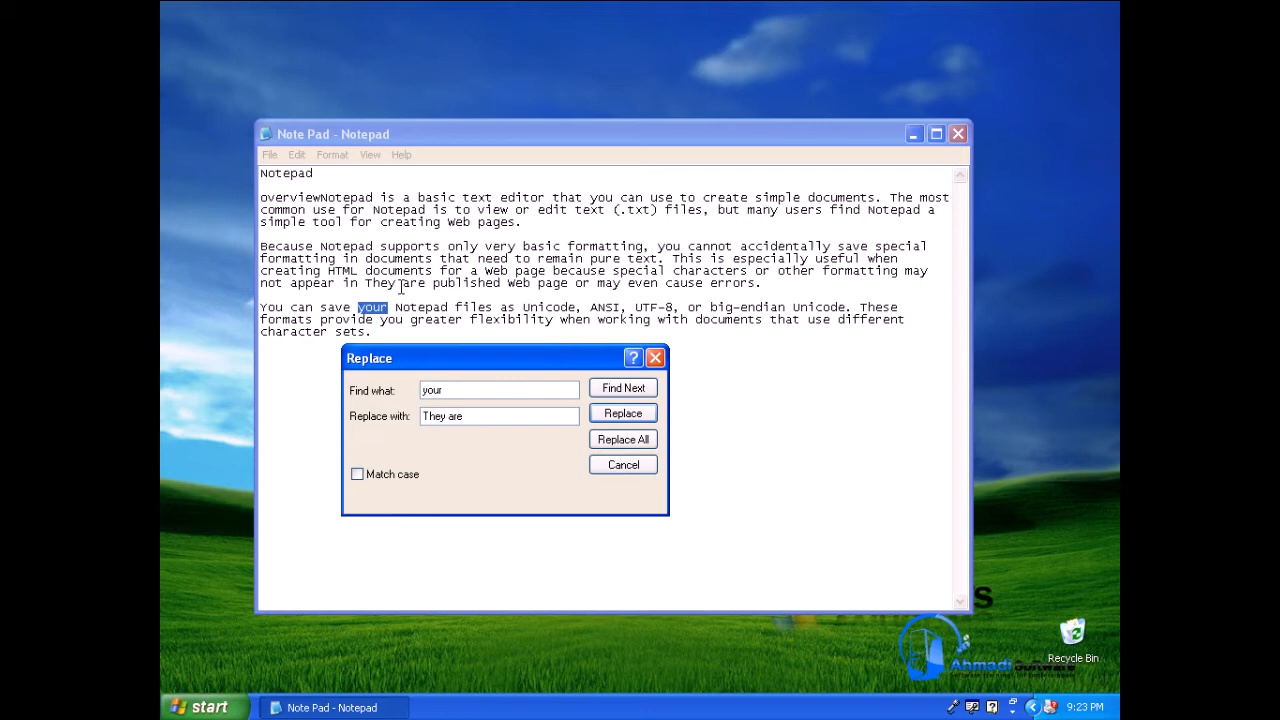 Note Pad - Notepad
File Edit Format View Help
Notepad
overviewNotepad is a basic text editor that you can use to create simple documents. The most
common use for Notepad is to view or edit text (.txt) files, but many users find Notepad a
simple tool for creating Web pages.
Because Notepad supports only very basic formatting, you cannot accidentally save special
formatting in documents that need to remain pure text. This is especially useful when
creating HTML documents for a Web page because special characters or other formatting may
not appear in They are published Web page or may even cause errors.
You can save your Notepad files as Unicode, ANSI, UTF-8, or big-endian Unicode. These
formats provide you greater flexibility when working with documents that use different
character sets.
Replace
Find what: your Find Next
Replace with: They are Replace
Replace All
Cancel
Match case
Recycle Bin
Ahmadi Software
start Note Pad - Notepad 9:23 PM